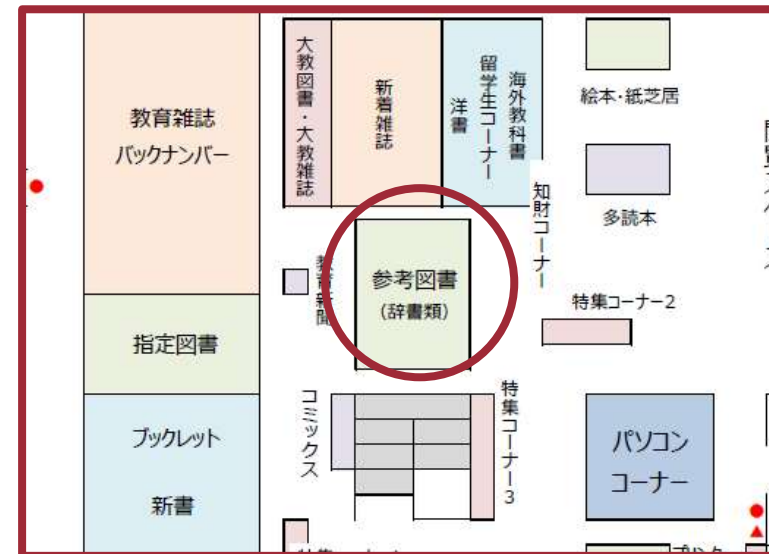 教育雑誌
バックナンバー
大教図書・大教雑誌
新着雑誌
海外教科書
留学生コーナー
洋書
絵本・紙芝居
多読本
知財コーナー
教育新聞
参考図書
(辞書類)
特集コーナー2
指定図書
ブックレット
新書
コミックス
特集コーナー3
パソコン
コーナー